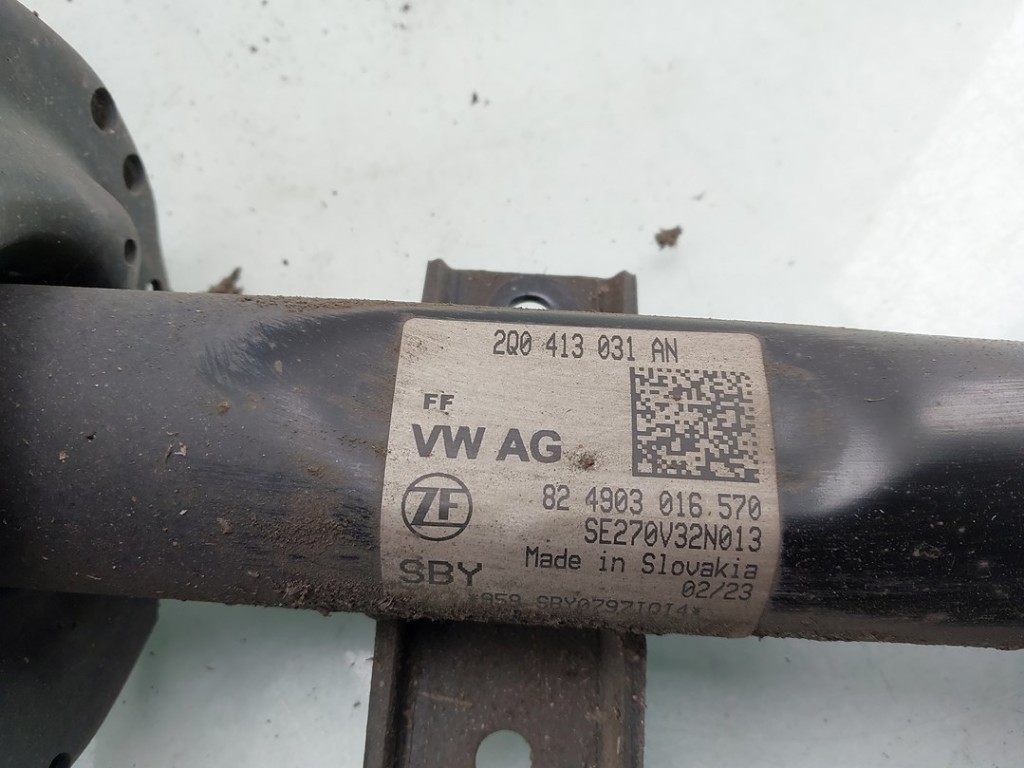 2Q0 413 031 AN
FF
VW AG
ZF
82 4903 016 570
SE270V32N013
Made in Slovakia
SBY
02/23